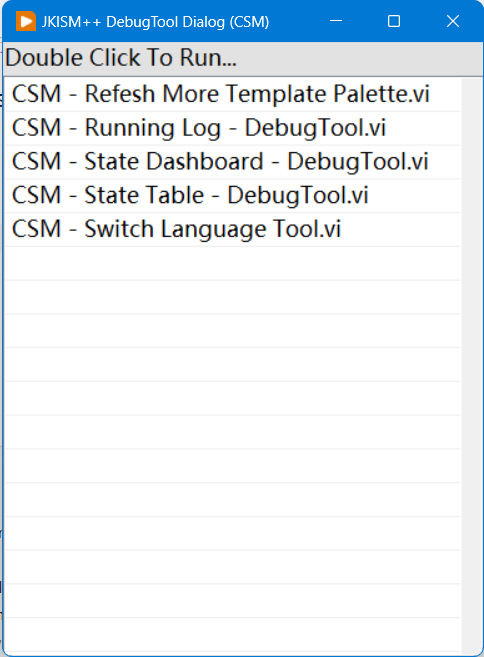 JKISM++ DebugTool Dialog (CSM)
Double Click To Run...
CSM - Refesh More Template Palette.vi
CSM - Running Log - DebugTool.vi
CSM - State Dashboard - DebugTool.vi
CSM - State Table - DebugTool.vi
CSM - Switch Language Tool.vi